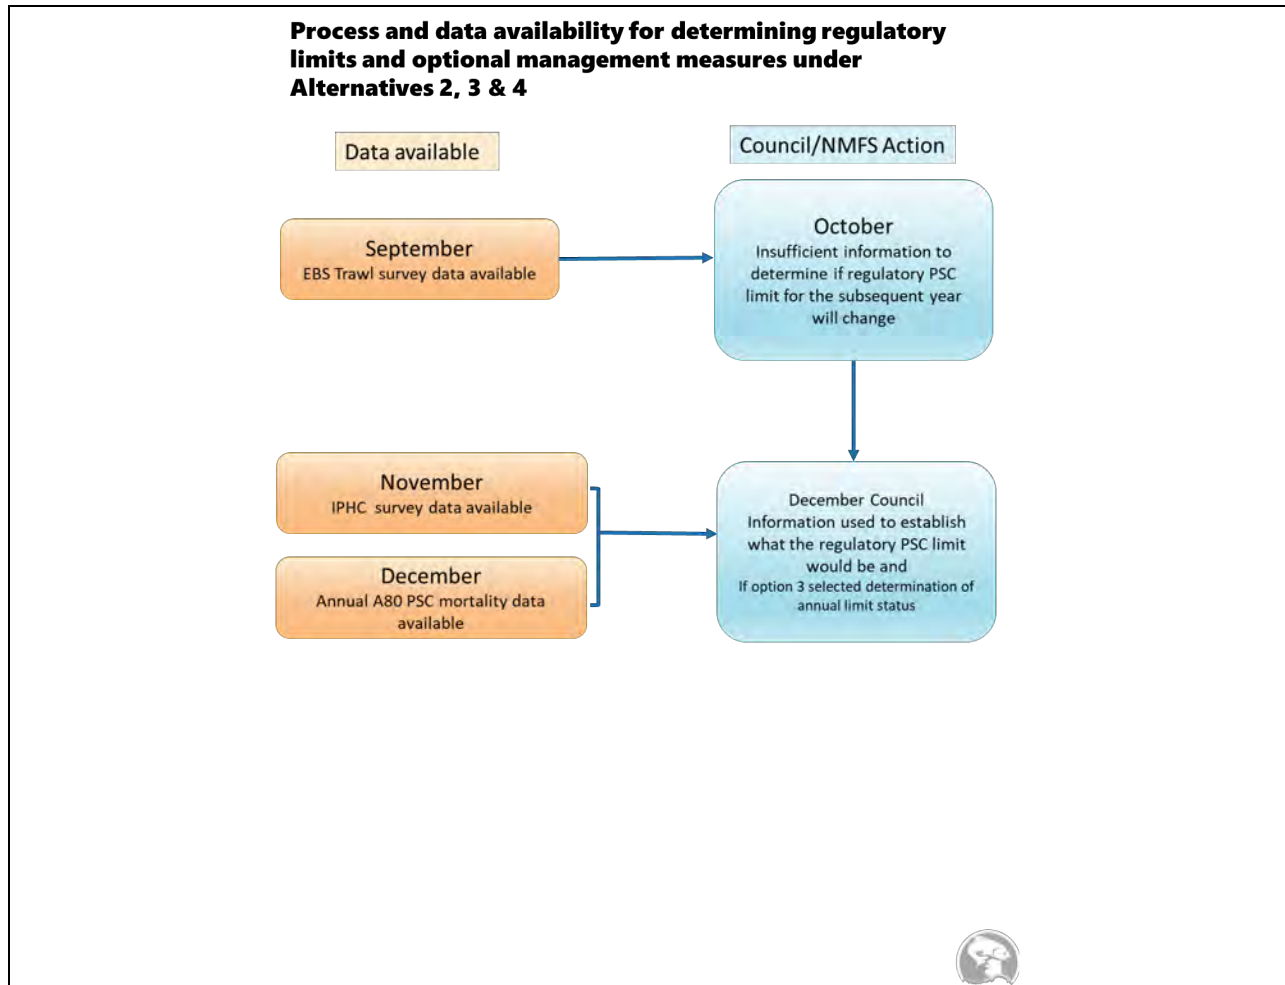 Process and data availability for determining regulatory
limits and optional management measures under
Alternatives 2, 3 & 4
Data available
Council/NMFS Action
September
EBS Trawl survey data available
October
Insufficient information to
determine if regulatory PSC
limit for the subsequent year
will change
November
IPHC survey data available
December
Annual A80 PSC mortality data
available
December Council
Information used to establish
what the regulatory PSC limit
would be and
If option 3 selected determination of
annual limit status